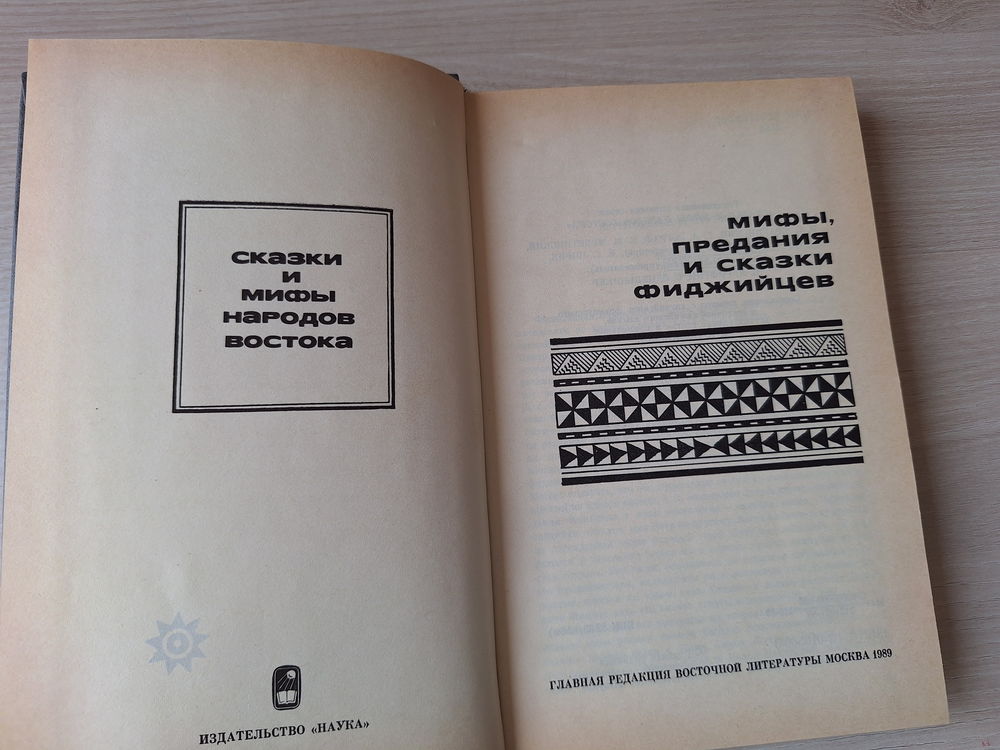 сказки
и
мифы
народов
востока
ИЗДАТЕЛЬСТВО «НАУКА»
мифы,
предания
и сказки
фиджийцев
ГЛАВНАЯ РЕДАКЦИЯ ВОСТОЧНОЙ ЛИТЕРАТУРЫ МОСКВА 1989